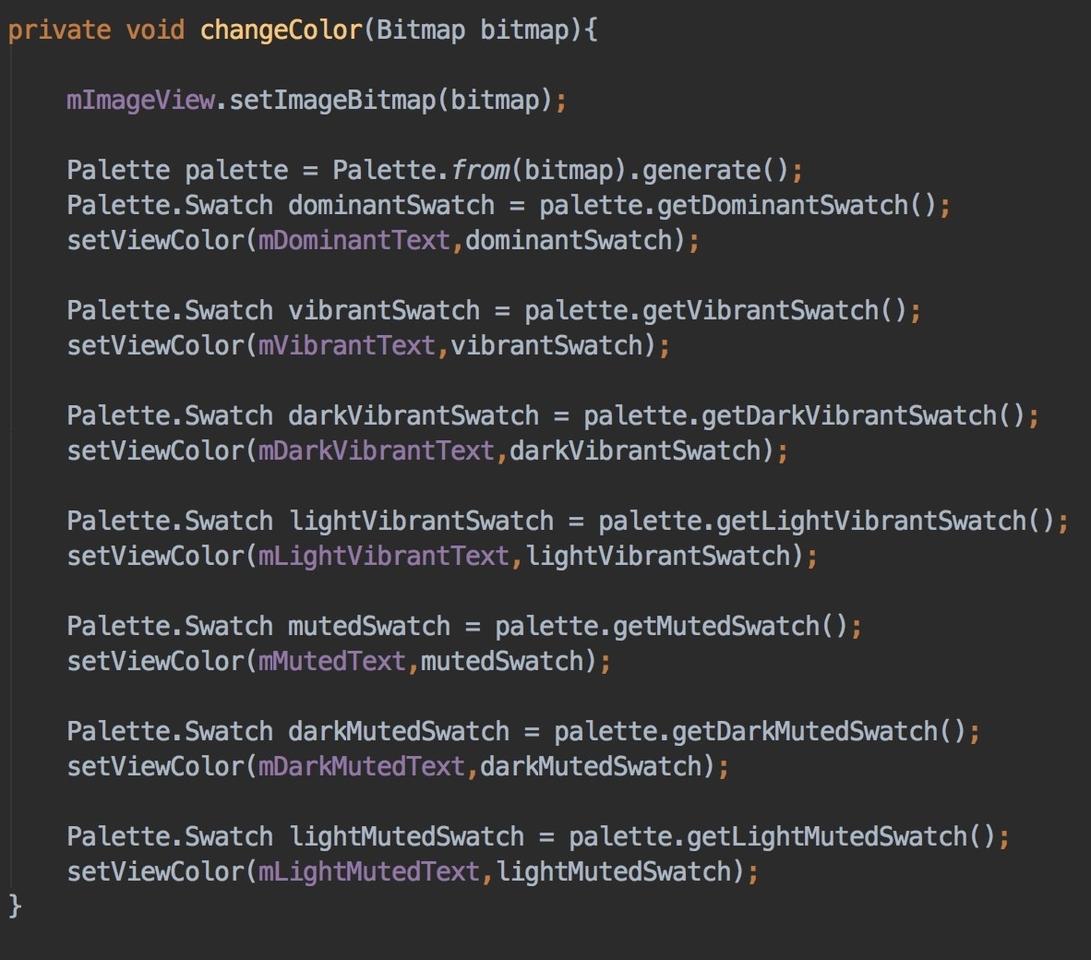 private void changeColor(Bitmap bitmap){
mImageView.setImageBitmap(bitmap);
Palette palette = Palette.from(bitmap).generate();
Palette.Swatch dominantSwatch = palette.getDominantSwatch();
setViewColor(mDominantText,dominantSwatch);
Palette.Swatch vibrantSwatch = palette.getVibrantSwatch();
setViewColor(mVibrantText,vibrantSwatch);
Palette.Swatch darkVibrantSwatch = palette.getDarkVibrantSwatch();
setViewColor(mDarkVibrantText,darkVibrantSwatch);
Palette.Swatch lightVibrantSwatch = palette.getLightVibrantSwatch();
setViewColor(mLightVibrantText,lightVibrantSwatch);
Palette.Swatch mutedSwatch = palette.getMutedSwatch();
setViewColor(mMutedText,mutedSwatch);
Palette.Swatch darkMutedSwatch = palette.getDarkMutedSwatch();
setViewColor(mDarkMutedText,darkMutedSwatch);
Palette.Swatch lightMutedSwatch = palette.getLightMutedSwatch();
setViewColor(mLightMutedText,lightMutedSwatch);
}